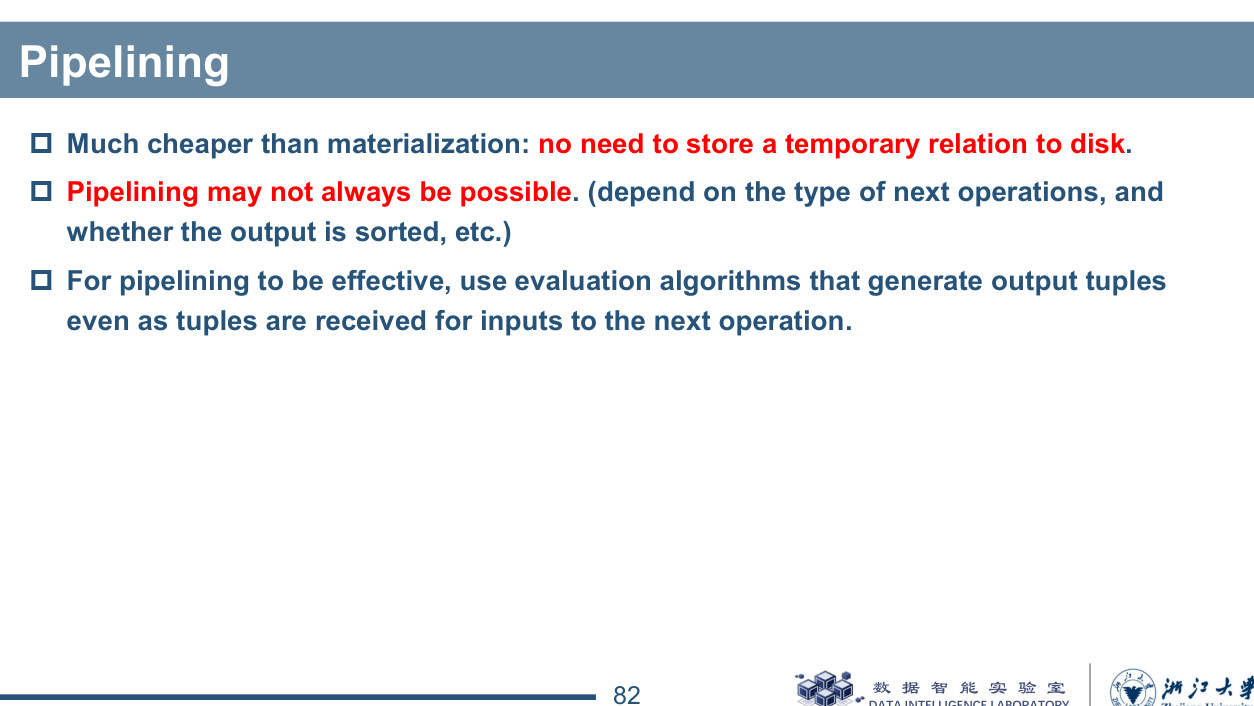 Pipelining
Much cheaper than materialization: no need to store a temporary relation to disk.
Pipelining may not always be possible. (depend on the type of next operations, and
whether the output is sorted, etc.)
For pipelining to be effective, use evaluation algorithms that generate output tuples
even as tuples are received for inputs to the next operation.
82
数据智能实验室
DATA INTELLIGENCE LABORATORY
浙江大学